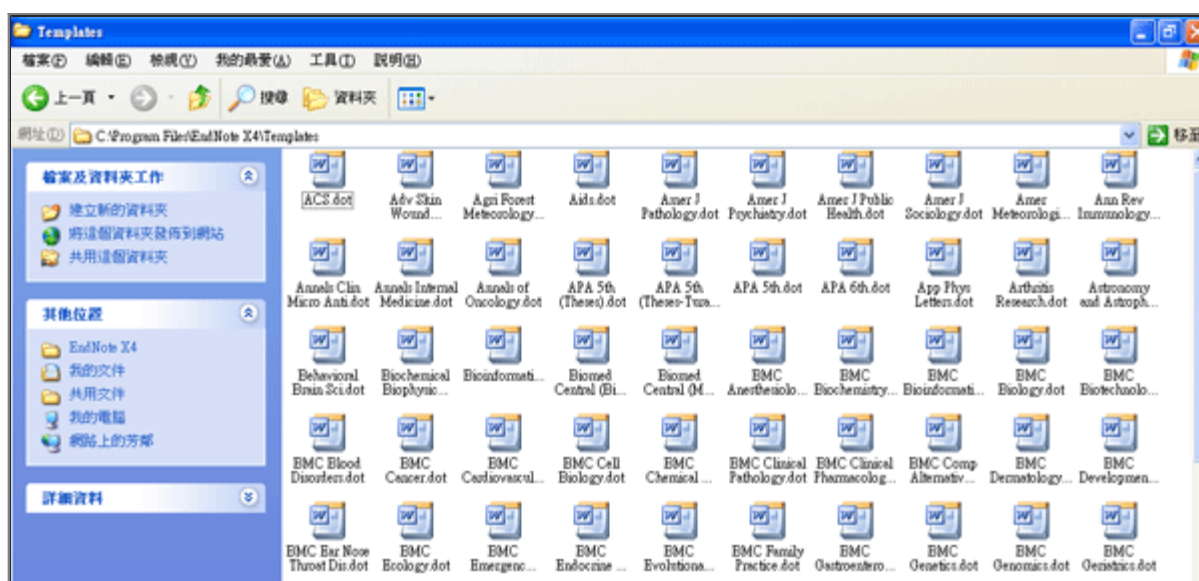 Templates
檔案(F) 編輯(E) 檢視(V) 我的最愛(A) 工具(T) 說明(H)
上一頁 搜尋 資料夾
網址(D) C:\Program Files\EndNote X4\Templates 移至
檔案及資料夾工作
建立新的資料夾
將這個資料夾發佈到網站
共用這個資料夾
其他位置
EndNote X4
我的文件
共用文件
我的電腦
網路上的芳鄰
詳細資料
ACS.dot Adv Skin Agri Forest Aids.dot Amer J Amer J Amer J Public Amer J Amer Ann Rev
Wound... Meteorology... Pathology.dot Psychiatry.dot Health.dot Sociology.dot Meteorologi... Immunology...
Annals Clin Annals Internal Annals of APA 5th APA 5th APA 5th.dot APA 6th.dot App Phys Arthritis Astronomy
Micro Anti.dot Medicine.dot Oncology.dot (Theses).dot (Theses-Tura... Letters.dot Research.dot and Astroph...
Behavioral Biochemical Bioinformati... Biomed Biomed BMC BMC BMC BMC BMC
Brain Sci.dot Biophysic... Central (Bi... Central (M... Anesthesiolo... Biochemistry... Bioinformati... Biology.dot Biotechnolo...
BMC Blood BMC BMC BMC Cell BMC BMC Clinical BMC Clinical BMC Comp BMC BMC
Disorders.dot Cancer.dot Cardiovascul... Biology.dot Chemical ... Pathology.dot Pharmacolog... Alternativ... Dermatology... Developmen...
BMC Ear Nose BMC BMC BMC BMC BMC Family BMC BMC BMC BMC
Throat Dis.dot Ecology.dot Emergenc... Endocrine ... Evolutiona... Practice.dot Gastroentero... Genetics.dot Genomics.dot Geriatrics.dot